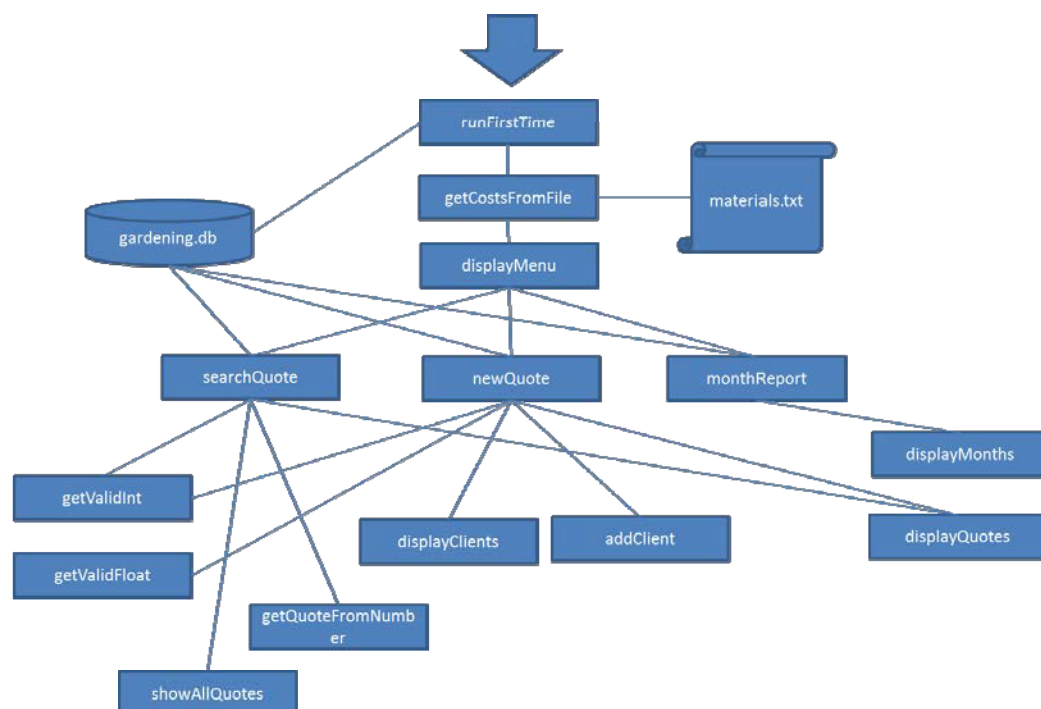 runFirstTime
getCostsFromFile
materials.txt
gardening.db
displayMenu
searchQuote
newQuote
monthReport
displayMonths
getValidInt
displayClients
addClient
displayQuotes
getValidFloat
getQuoteFromNumb
er
showAllQuotes